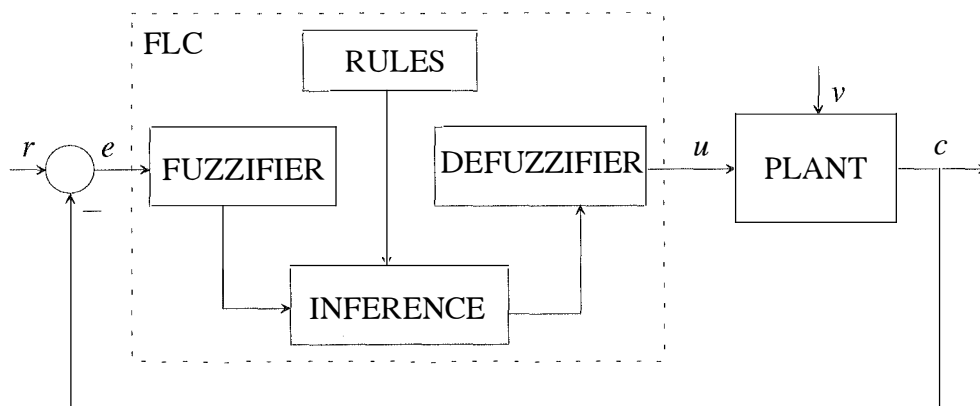 FLC
RULES
r
e
FUZZIFIER
DEFUZZIFIER
u
v
PLANT
c
−
INFERENCE